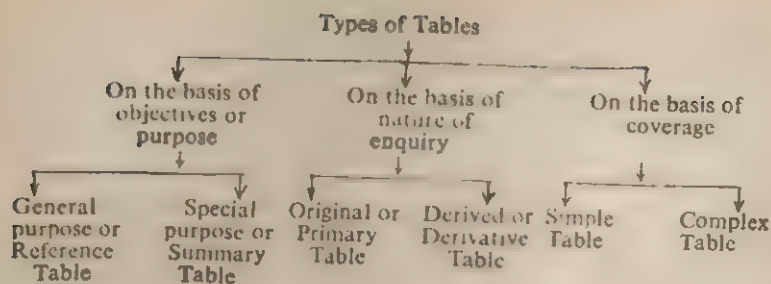 Types of Tables
On the basis of
objectives or
purpose
On the basis of
nature of
enquiry
On the basis of
coverage
General
purpose or
Reference
Table
Special
purpose or
Summary
Table
Original or
Primary
Table
Derived or
Derivative
Table
Simple
Table
Complex
Table